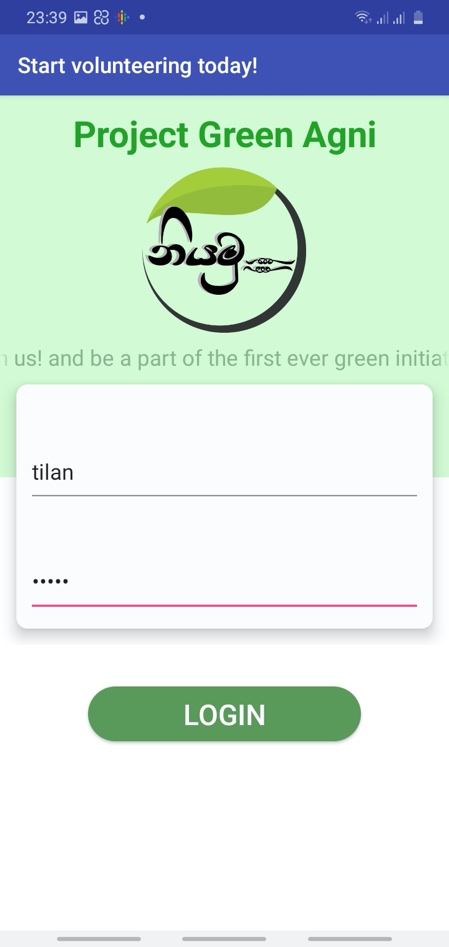 23:39
Start volunteering today!
Project Green Agni
නියමු
us! and be a part of the first ever green
tilan
•••••
LOGIN